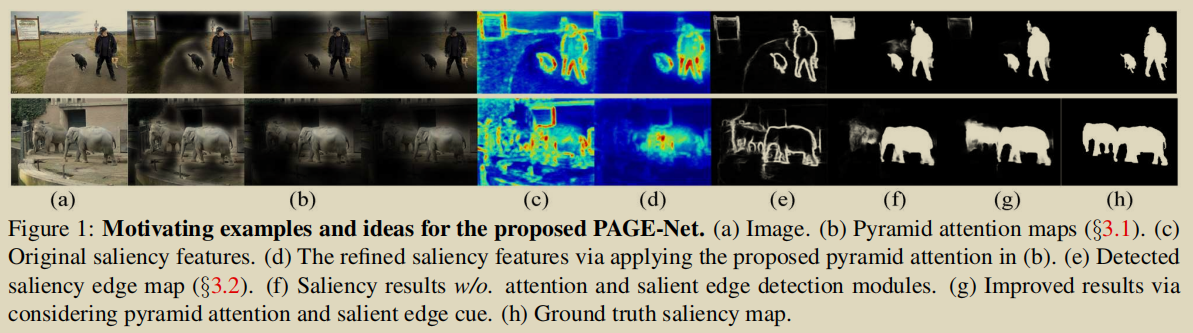 (a) (b) (c) (d) (e) (f) (g) (h)
Figure 1: Motivating examples and ideas for the proposed PAGE-Net. (a) Image. (b) Pyramid attention maps (§3.1). (c)
Original saliency features. (d) The refined saliency features via applying the proposed pyramid attention in (b). (e) Detected
saliency edge map (§3.2). (f) Saliency results w/o. attention and salient edge detection modules. (g) Improved results via
considering pyramid attention and salient edge cue. (h) Ground truth saliency map.